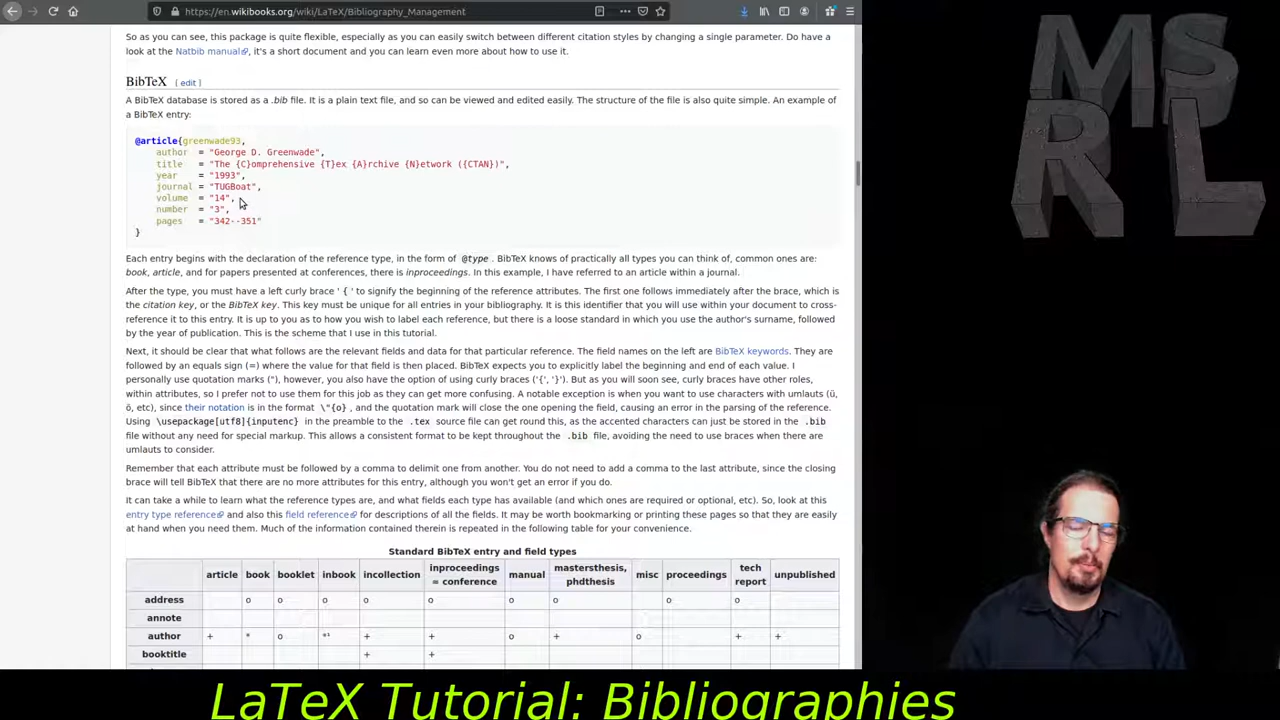 https://en.wikibooks.org/wiki/LaTeX/Bibliography_Management
So as you can see, this package is quite flexible, especially as you can easily switch between different citation styles by changing a single parameter. Do have a
look at the Natbib manual, it's a short document and you can learn even more about how to use it.
BibTeX [ edit ]
A BibTeX database is stored as a .bib file. It is a plain text file, and so can be viewed and edited easily. The structure of the file is also quite simple. An example of
a BibTeX entry:
@article{greenwade93,
author = "George D. Greenwade",
title = "The {C}omprehensive {T}ex {A}rchive {N}etwork ({CTAN})",
year = "1993",
journal = "TUGBoat",
volume = "14",
number = "3",
pages = "342--351"
}
Each entry begins with the declaration of the reference type, in the form of @type . BibTeX knows of practically all types you can think of, common ones are:
book, article, and for papers presented at conferences, there is inproceedings. In this example, I have referred to an article within a journal.
After the type, you must have a left curly brace ' { ' to signify the beginning of the reference attributes. The first one follows immediately after the brace, which is
the citation key, or the BibTeX key. This key must be unique for all entries in your bibliography. It is this identifier that you will use within your document to cross-
reference it to this entry. It is up to you as to how you wish to label each reference, but there is a loose standard in which you use the author's surname, followed
by the year of publication. This is the scheme that I use in this tutorial.
Next, it should be clear that what follows are the relevant fields and data for that particular reference. The field names on the left are BibTeX keywords. They are
followed by an equals sign (=) where the value for that field is then placed. BibTeX expects you to explicitly label the beginning and end of each value. I
personally use quotation marks ("), however, you also have the option of using curly braces ('{', '}'). But as you will soon see, curly braces have other roles,
within attributes, so I prefer not to use them for this job as they can get more confusing. A notable exception is when you want to use characters with umlauts (ü,
ö, etc), since their notation is in the format \"{o} , and the quotation mark will close the one opening the field, causing an error in the parsing of the reference.
Using \usepackage[utf8]{inputenc} in the preamble to the .tex source file can get round this, as the accented characters can just be stored in the .bib
file without any need for special markup. This allows a consistent format to be kept throughout the .bib file, avoiding the need to use braces when there are
umlauts to consider.
Remember that each attribute must be followed by a comma to delimit one from another. You do not need to add a comma to the last attribute, since the closing
brace will tell BibTeX that there are no more attributes for this entry, although you won't get an error if you do.
It can take a while to learn what the reference types are, and what fields each type has available (and which ones are required or optional, etc). So, look at this
entry type reference and also this field reference for descriptions of all the fields. It may be worth bookmarking or printing these pages so that they are easily
at hand when you need them. Much of the information contained therein is repeated in the following table for your convenience.
Standard BibTeX entry and field types
article book booklet inbook incollection inproceedings = conference manual mastersthesis, phdthesis misc proceedings tech report unpublished
address o o o o o o o o o
annote
author + * o *¹ + + o + o + +
booktitle + +
MS
RL
LaTeX Tutorial: Bibliographies